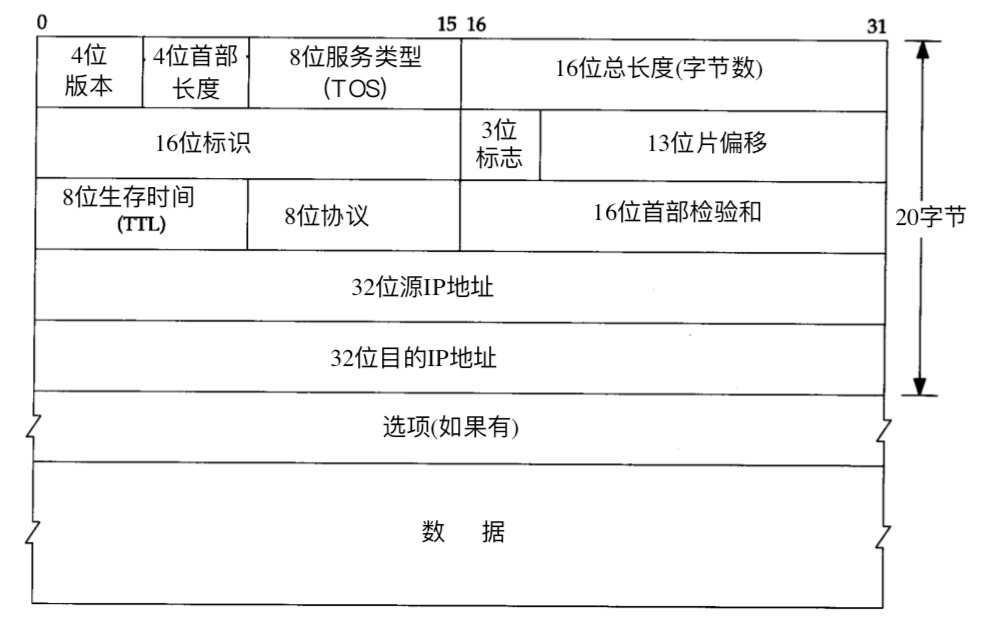 0 15 16 31
4位
版本
4位首部
长度
8位服务类型
(TOS)
16位总长度(字节数)
16位标识
3位
标志
13位片偏移
8位生存时间
(TTL)
8位协议
16位首部检验和
20字节
32位源IP地址
32位目的IP地址
选项(如果有)
数 据